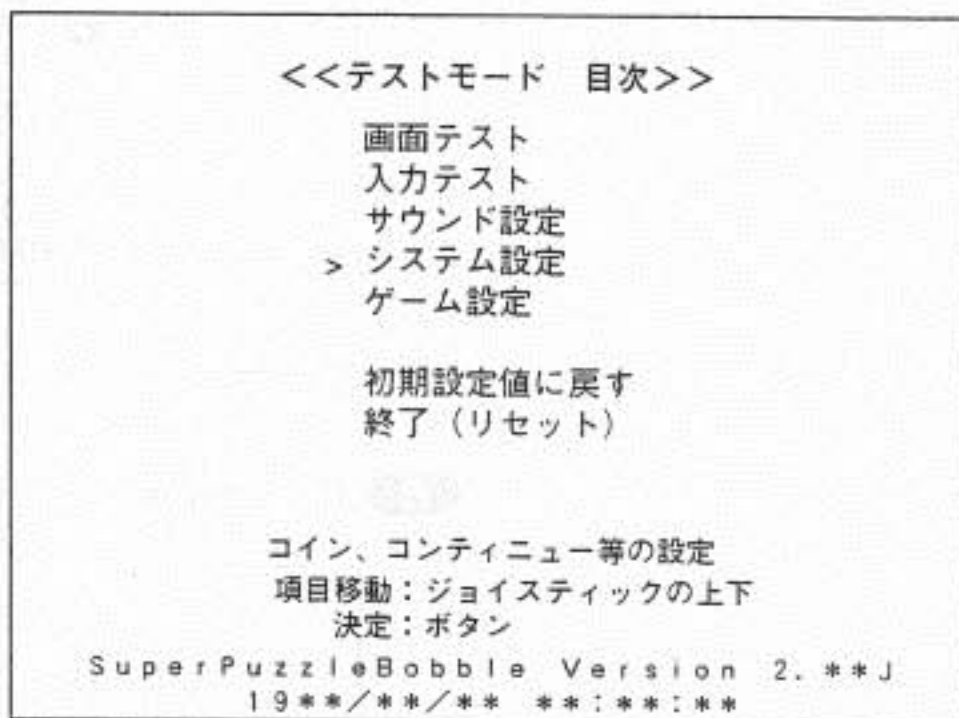 <<テストモード　目次>>
画面テスト
入力テスト
サウンド設定
> システム設定
ゲーム設定
初期設定値に戻す
終了（リセット）
コイン、コンティニュー等の設定
項目移動：ジョイスティックの上下
決定：ボタン
SuperPuzzleBobble Version 2.**J
19**/**/** **:**:**